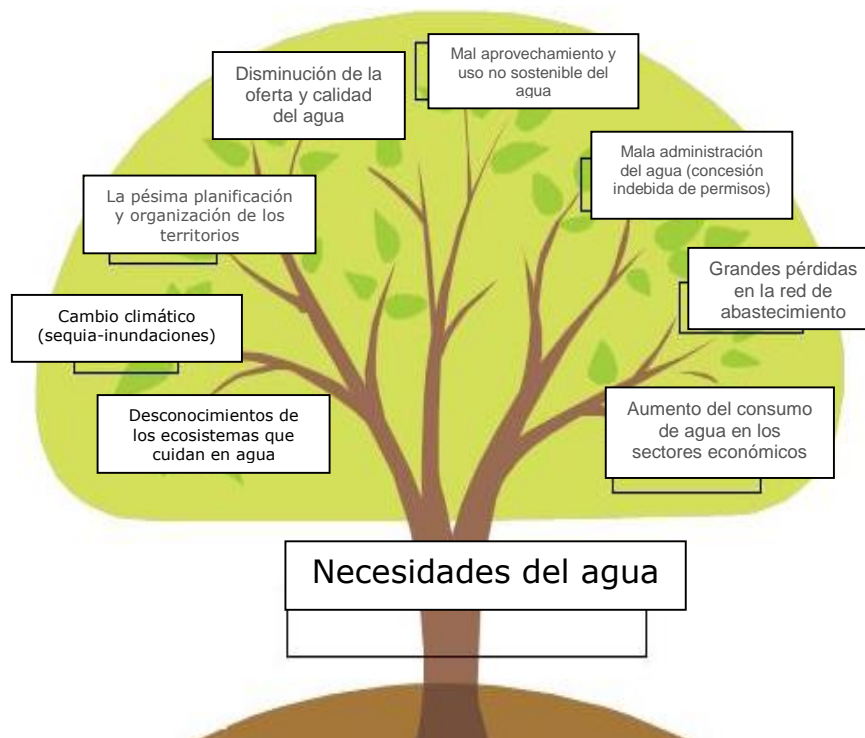 Mal aprovechamiento y
uso no sostenible del
agua
Disminución de la
oferta y calidad
del agua
Mala administración
del agua (concesión
indebida de permisos)
La pésima planificación
y organización de los
territorios
Grandes pérdidas
en la red de
abastecimiento
Cambio climático
(sequia-inundaciones)
Desconocimientos de
los ecosistemas que
cuidan en agua
Aumento del consumo
de agua en los
sectores económicos
Necesidades del agua